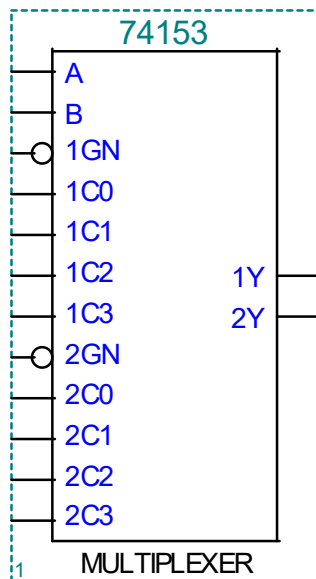 74153
A
B
1GN
1C0
1C1
1C2
1Y
1C3
2Y
2GN
2C0
2C1
2C2
2C3
1
MULTIPLEXER